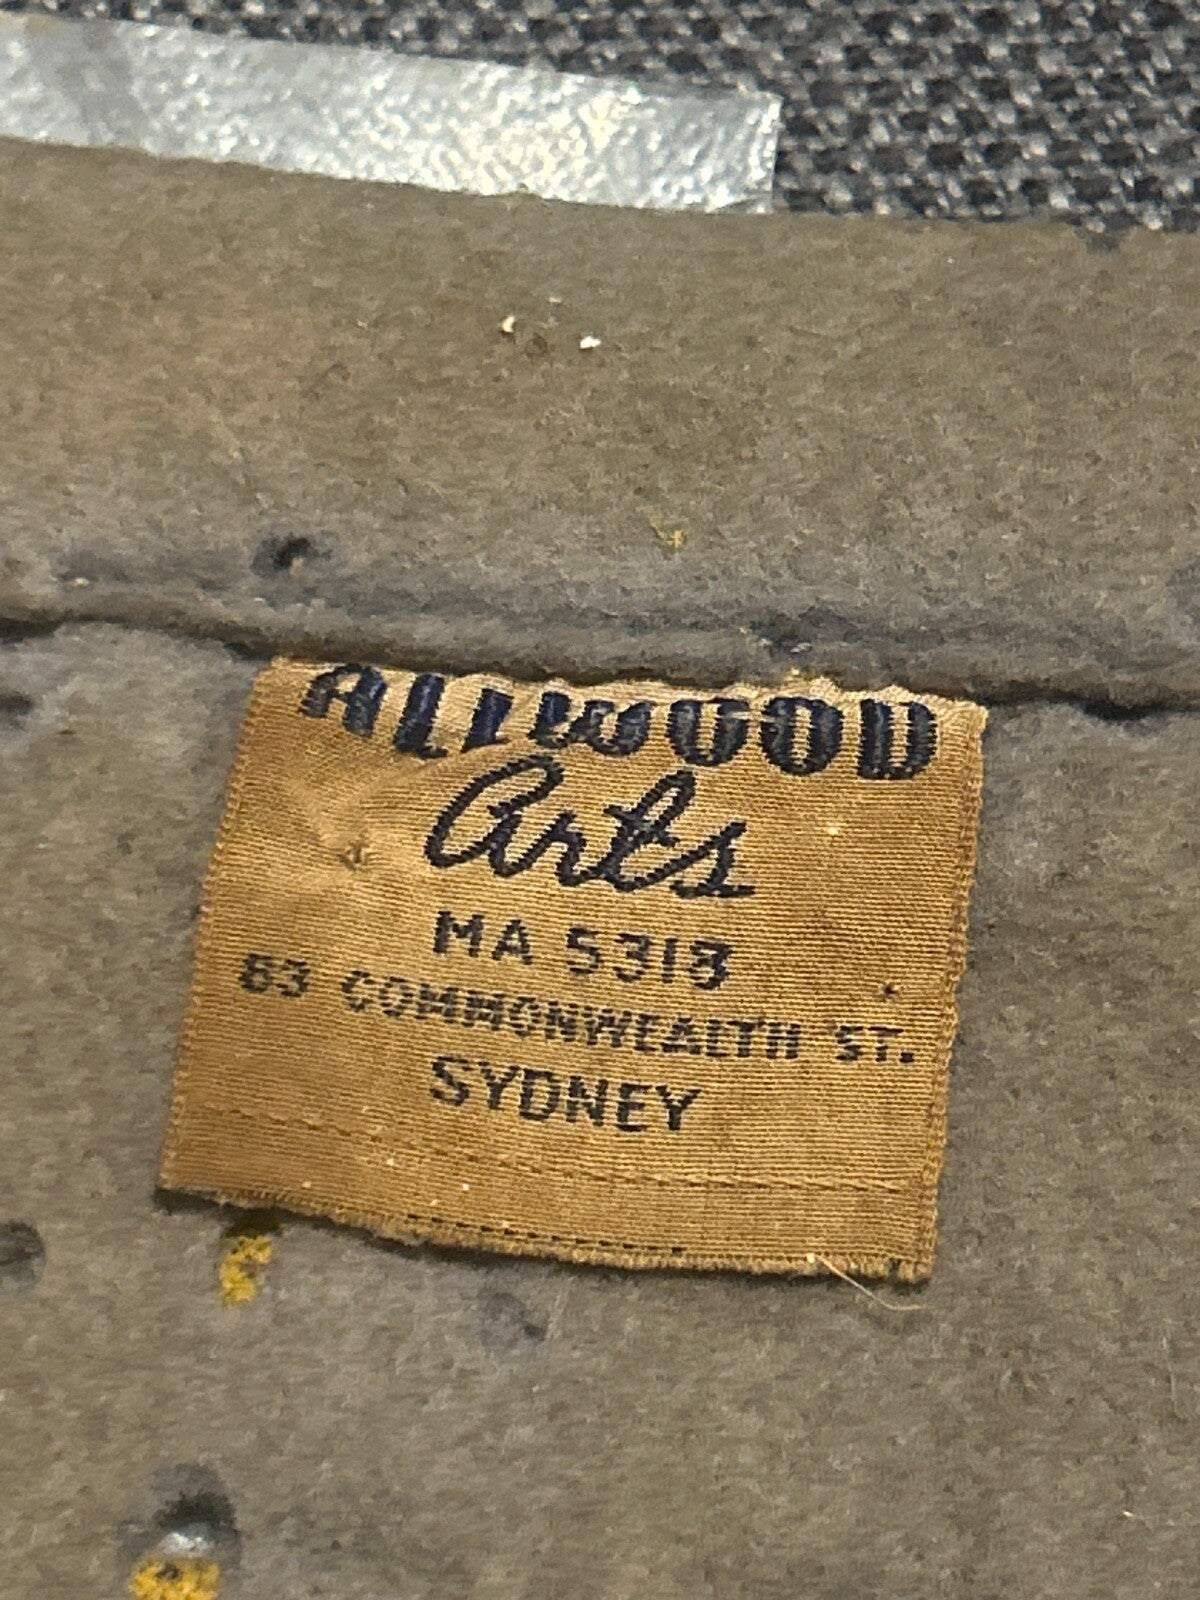 ALLWOOD
Arts
MA 5318
63 COMMONWEALTH ST.
SYDNEY